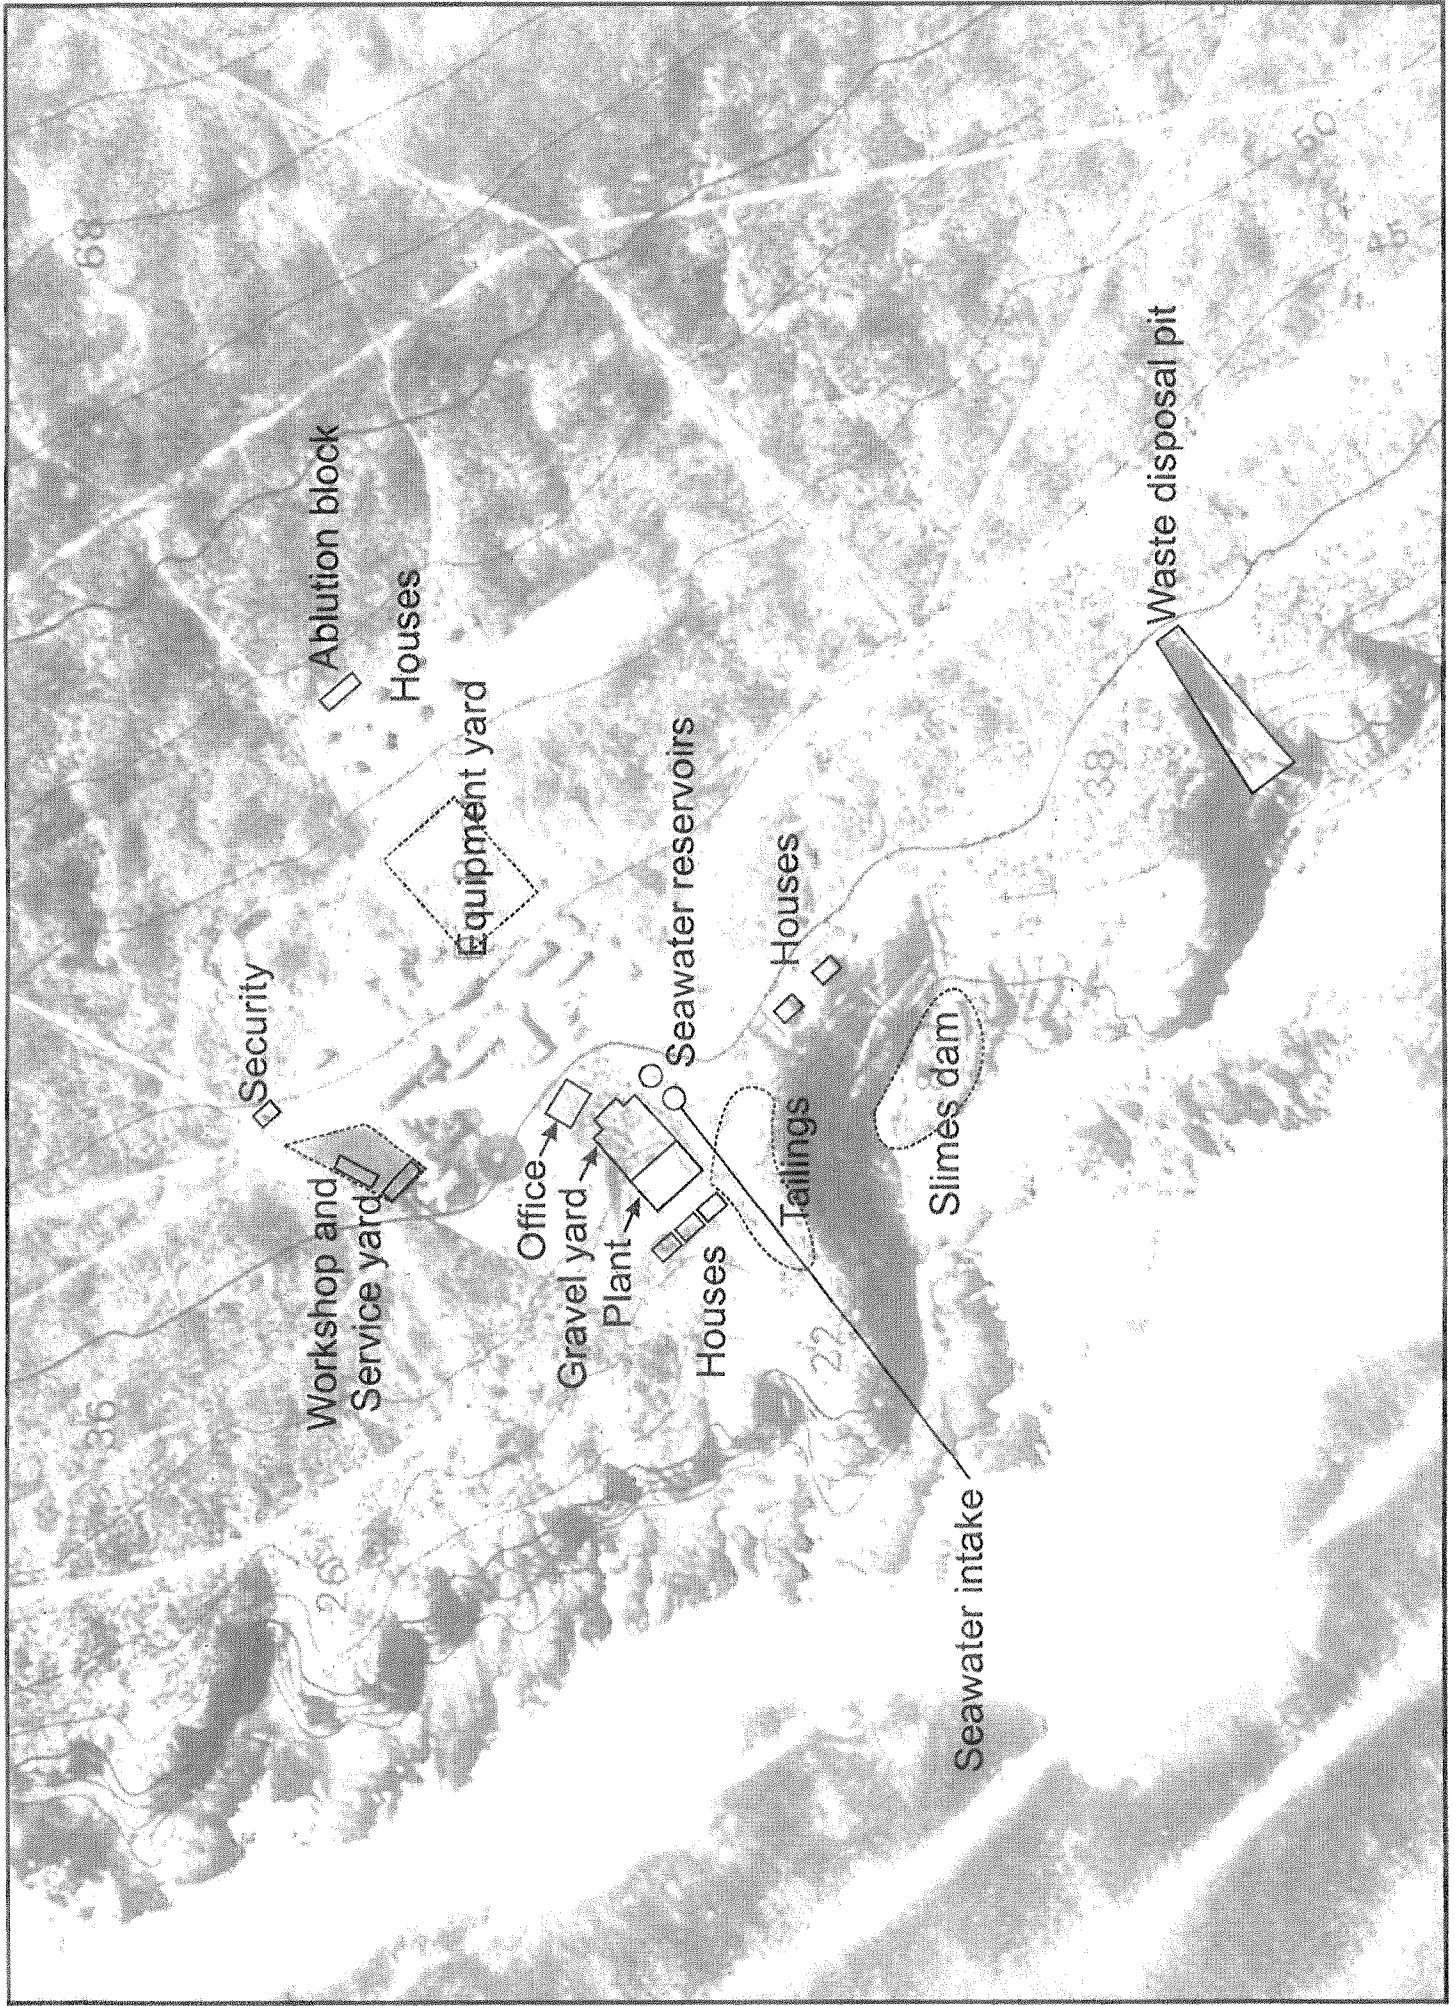 68
50
45
Ablution block
Houses
Waste disposal pit
Equipment yard
Seawater reservoirs
Houses
38
Security
Workshop and
Service yard
Office
Gravel yard
Plant
Houses
Tailings
Slimes dam
36
22
26
Seawater intake